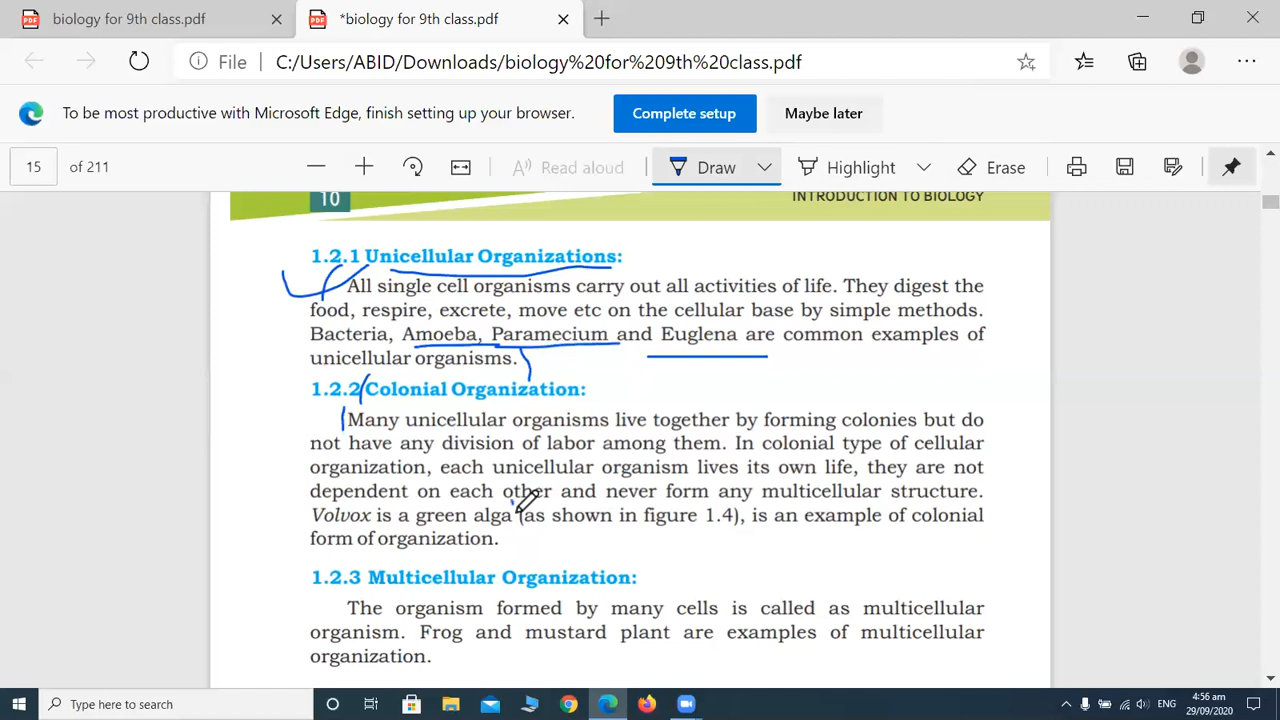 biology for 9th class.pdf
*biology for 9th class.pdf
File C:/Users/ABID/Downloads/biology%20for%209th%20class.pdf
To be most productive with Microsoft Edge, finish setting up your browser. Complete setup Maybe later
15 of 211 Read aloud Draw Highlight Erase
10 INTRODUCTION TO BIOLOGY
1.2.1 Unicellular Organizations:
All single cell organisms carry out all activities of life. They digest the
food, respire, excrete, move etc on the cellular base by simple methods.
Bacteria, Amoeba, Paramecium and Euglena are common examples of
unicellular organisms.
1.2.2 Colonial Organization:
Many unicellular organisms live together by forming colonies but do
not have any division of labor among them. In colonial type of cellular
organization, each unicellular organism lives its own life, they are not
dependent on each other and never form any multicellular structure.
Volvox is a green alga (as shown in figure 1.4), is an example of colonial
form of organization.
1.2.3 Multicellular Organization:
The organism formed by many cells is called as multicellular
organism. Frog and mustard plant are examples of multicellular
organization.
Type here to search
ENG
4:56 am
29/09/2020